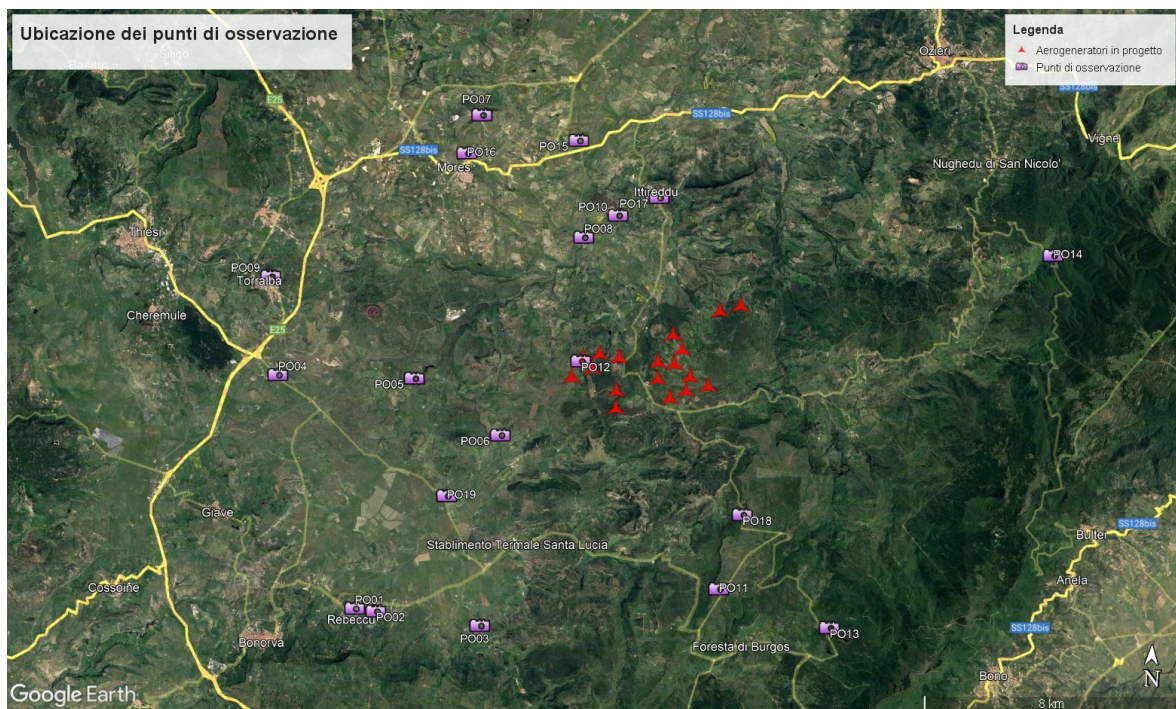 Ubicazione dei punti di osservazione
Legenda
Aerogeneratori in progetto
Punti di osservazione
Siligo
Ozieri
E25
SS128bis
PO07
SS128bis
Vigne
PO15
SS128bis
PO16
Mores
Nughedu di San Nicolo'
Ittireddu
PO10
PO17
Thiesi
PO08
PO14
PO09
Torralba
Cheremule
E25
PO04
PO12
PO05
PO06
PO19
Giave
PO18
SS128bis
Bultei
Stablimento Termale Santa Lucia
Anela
Cossoine
PO11
PO01
Rebeccu
PO02
PO03
PO13
SS128bis
Bonorva
Foresta di Burgos
Bono
N
Google Earth
8 km